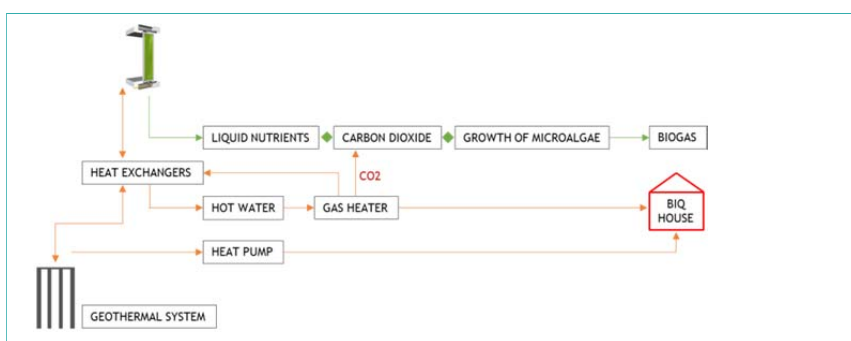 LIQUID NUTRIENTS
CARBON DIOXIDE
GROWTH OF MICROALGAE
BIOGAS
HEAT EXCHANGERS
CO2
HOT WATER
GAS HEATER
BIQ
HOUSE
HEAT PUMP
GEOTHERMAL SYSTEM